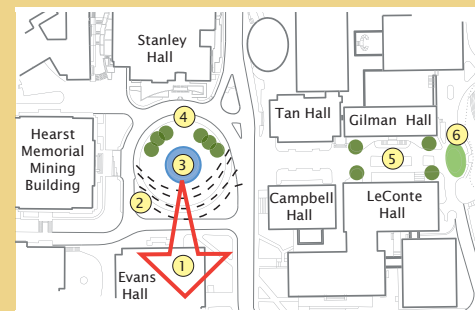 Stanley
Hall
4
Tan Hall
Gilman Hall
6
Hearst
Memorial
Mining
Building
3
5
2
Campbell
Hall
LeConte
Hall
1
Evans
Hall